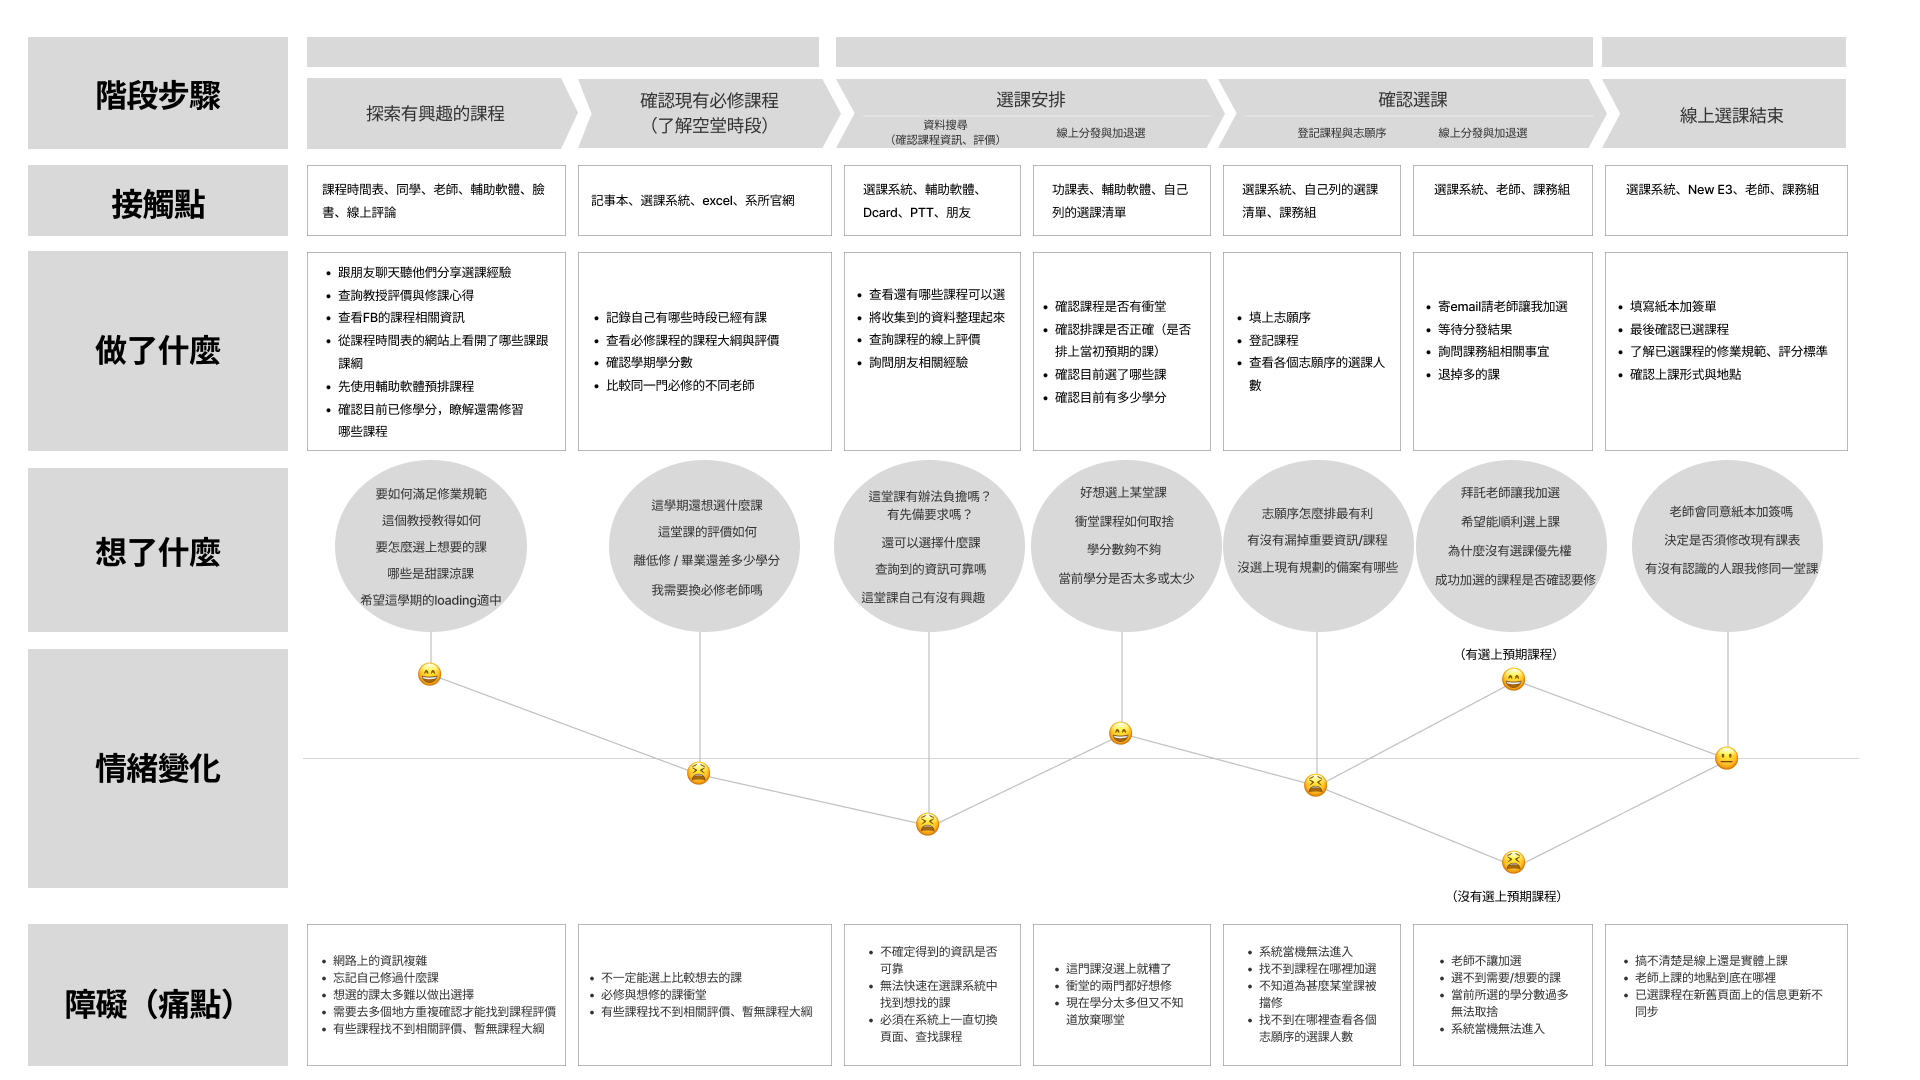 階段步驟
探索有興趣的課程
確認現有必修課程
（了解空堂時段）
選課安排
資料搜尋
（確認課程資訊、評價）
線上分發與加退選
確認選課
登記課程與志願序
線上分發與加退選
線上選課結束
接觸點
課程時間表、同學、老師、輔助軟體、臉
書、線上評論
記事本、選課系統、excel、系所官網
選課系統、輔助軟體、
Dcard、PTT、朋友
功課表、輔助軟體、自己
列的選課清單
選課系統、自己列的選課
清單、課務組
選課系統、老師、課務組
選課系統、New E3、老師、課務組
做了什麼
• 跟朋友聊天聽他們分享選課經驗
• 查詢教授評價與修課心得
• 查看FB的課程相關資訊
• 從課程時間表的網站上看開了哪些課跟
課綱
• 先使用輔助軟體預排課程
• 確認目前已修學分，瞭解還需修習
哪些課程
• 記錄自己有哪些時段已經有課
• 查看必修課程的課程大綱與評價
• 確認學期學分數
• 比較同一門必修的不同老師
• 查看還有哪些課程可以選
• 將收集到的資料整理起來
• 查詢課程的線上評價
• 詢問朋友相關經驗
• 確認課程是否有衝堂
• 確認排課是否正確（是否
排上當初預期的課）
• 確認目前選了哪些課
• 確認目前有多少學分
• 填上志願序
• 登記課程
• 查看各個志願序的選課人
數
• 寄email請老師讓我加選
• 等待分發結果
• 詢問課務組相關事宜
• 退掉多的課
• 填寫紙本加簽單
• 最後確認已選課程
• 了解已選課程的修業規範、評分標準
• 確認上課形式與地點
想了什麼
要如何滿足修業規範
這個教授教得如何
要怎麼選上想要的課
哪些是甜課涼課
希望這學期的loading適中
這學期還想選什麼課
這堂課的評價如何
離低修 / 畢業還差多少學分
我需要換必修老師嗎
這堂課有辦法負擔嗎？
有先備要求嗎？
還可以選擇什麼課
查詢到的資訊可靠嗎
這堂課自己有沒有興趣
好想選上某堂課
衝堂課程如何取捨
學分數夠不夠
當前學分是否太多或太少
志願序怎麼排最有利
有沒有漏掉重要資訊/課程
沒選上現有規劃的備案有哪些
拜託老師讓我加選
希望能順利選上課
為什麼沒有選課優先權
成功加選的課程是否確認要修
老師會同意紙本加簽嗎
決定是否須修改現有課表
有沒有認識的人跟我修同一堂課
情緒變化
（有選上預期課程）
（沒有選上預期課程）
障礙（痛點）
• 網路上的資訊複雜
• 忘記自己修過什麼課
• 想選的課太多難以做出選擇
• 需要去多個地方重複確認才能找到課程評價
• 有些課程找不到相關評價、暫無課程大綱
• 不一定能選上比較想去的課
• 必修與想修的課衝堂
• 有些課程找不到相關評價、暫無課程大綱
• 不確定得到的資訊是否
可靠
• 無法快速在選課系統中
找到想找的課
• 必須在系統上一直切換
頁面、查找課程
• 這門課沒選上就糟了
• 衝堂的兩門都好想修
• 現在學分太多但又不知
道放棄哪堂
• 系統當機無法進入
• 找不到課程在哪裡加選
• 不知道為甚麼某堂課被
擋修
• 找不到在哪裡查看各個
志願序的選課人數
• 老師不讓加選
• 選不到需要/想要的課
• 當前所選的學分數過多
無法取捨
• 系統當機無法進入
• 搞不清楚是線上還是實體上課
• 老師上課的地點到底在哪裡
• 已選課程在新舊頁面上的信息更新不
同步